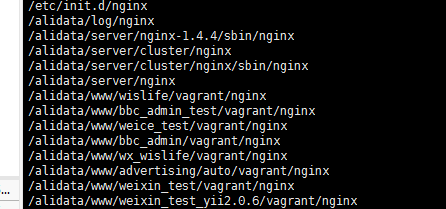 /etc/init.d/nginx
/alidata/log/nginx
/alidata/server/nginx-1.4.4/sbin/nginx
/alidata/server/cluster/nginx
/alidata/server/cluster/nginx/sbin/nginx
/alidata/server/nginx
/alidata/www/wislife/vagrant/nginx
/alidata/www/bbc_admin_test/vagrant/nginx
/alidata/www/weice_test/vagrant/nginx
/alidata/www/bbc_admin/vagrant/nginx
/alidata/www/wx_wislife/vagrant/nginx
/alidata/www/advertising/auto/vagrant/nginx
/alidata/www/weixin_test/vagrant/nginx
/alidata/www/weixin_test_yii2.0.6/vagrant/nginx